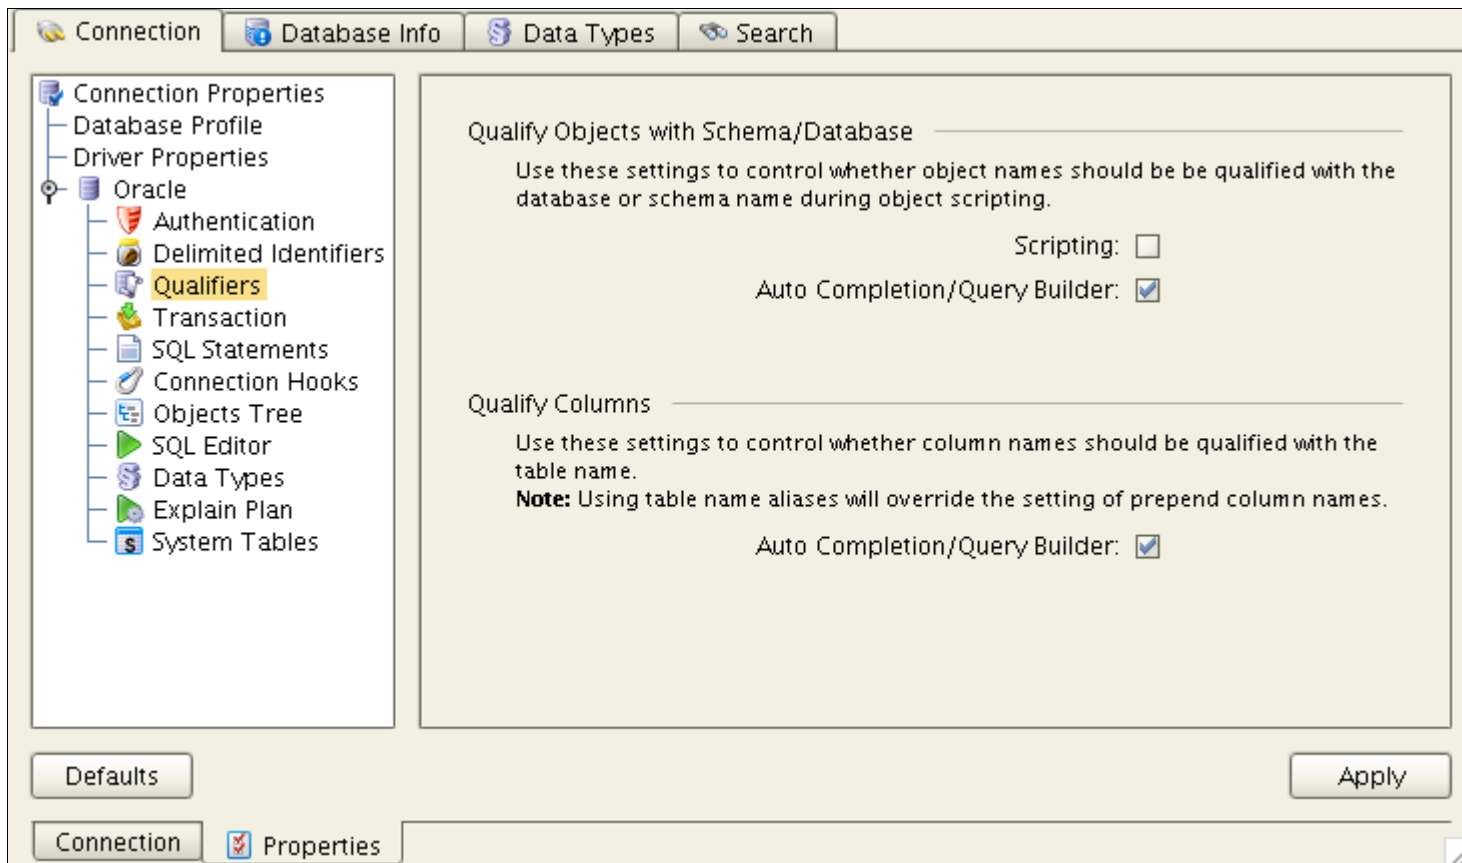 Connection
Database Info
Data Types
Search
Connection Properties
Database Profile
Driver Properties
Oracle
Authentication
Delimited Identifiers
Qualifiers
Transaction
SQL Statements
Connection Hooks
Objects Tree
SQL Editor
Data Types
Explain Plan
System Tables
Qualify Objects with Schema/Database
Use these settings to control whether object names should be be qualified with the
database or schema name during object scripting.
Scripting:
Auto Completion/Query Builder:
Qualify Columns
Use these settings to control whether column names should be qualified with the
table name.
Note: Using table name aliases will override the setting of prepend column names.
Auto Completion/Query Builder:
Defaults
Apply
Connection
Properties